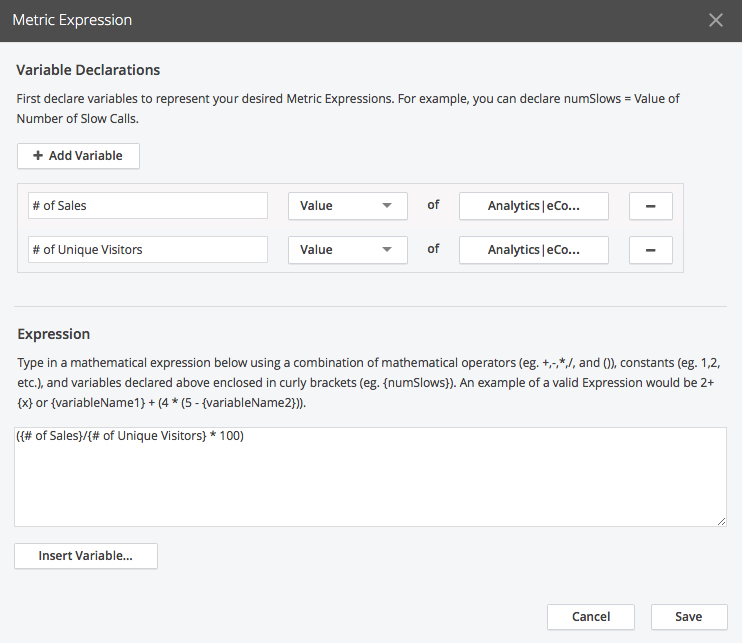 Metric Expression
Variable Declarations
First declare variables to represent your desired Metric Expressions. For example, you can declare numSlows = Value of
Number of Slow Calls.
+ Add Variable
# of Sales Value of Analytics|eCo...
# of Unique Visitors Value of Analytics|eCo...
Expression
Type in a mathematical expression below using a combination of mathematical operators (eg. +,-,*,/, and ()), constants (eg. 1,2,
etc.), and variables declared above enclosed in curly brackets (eg. {numSlows}). An example of a valid Expression would be 2+
{x} or {variableName1} + (4 * (5 - {variableName2})).
({# of Sales}/{# of Unique Visitors} * 100)
Insert Variable...
Cancel Save